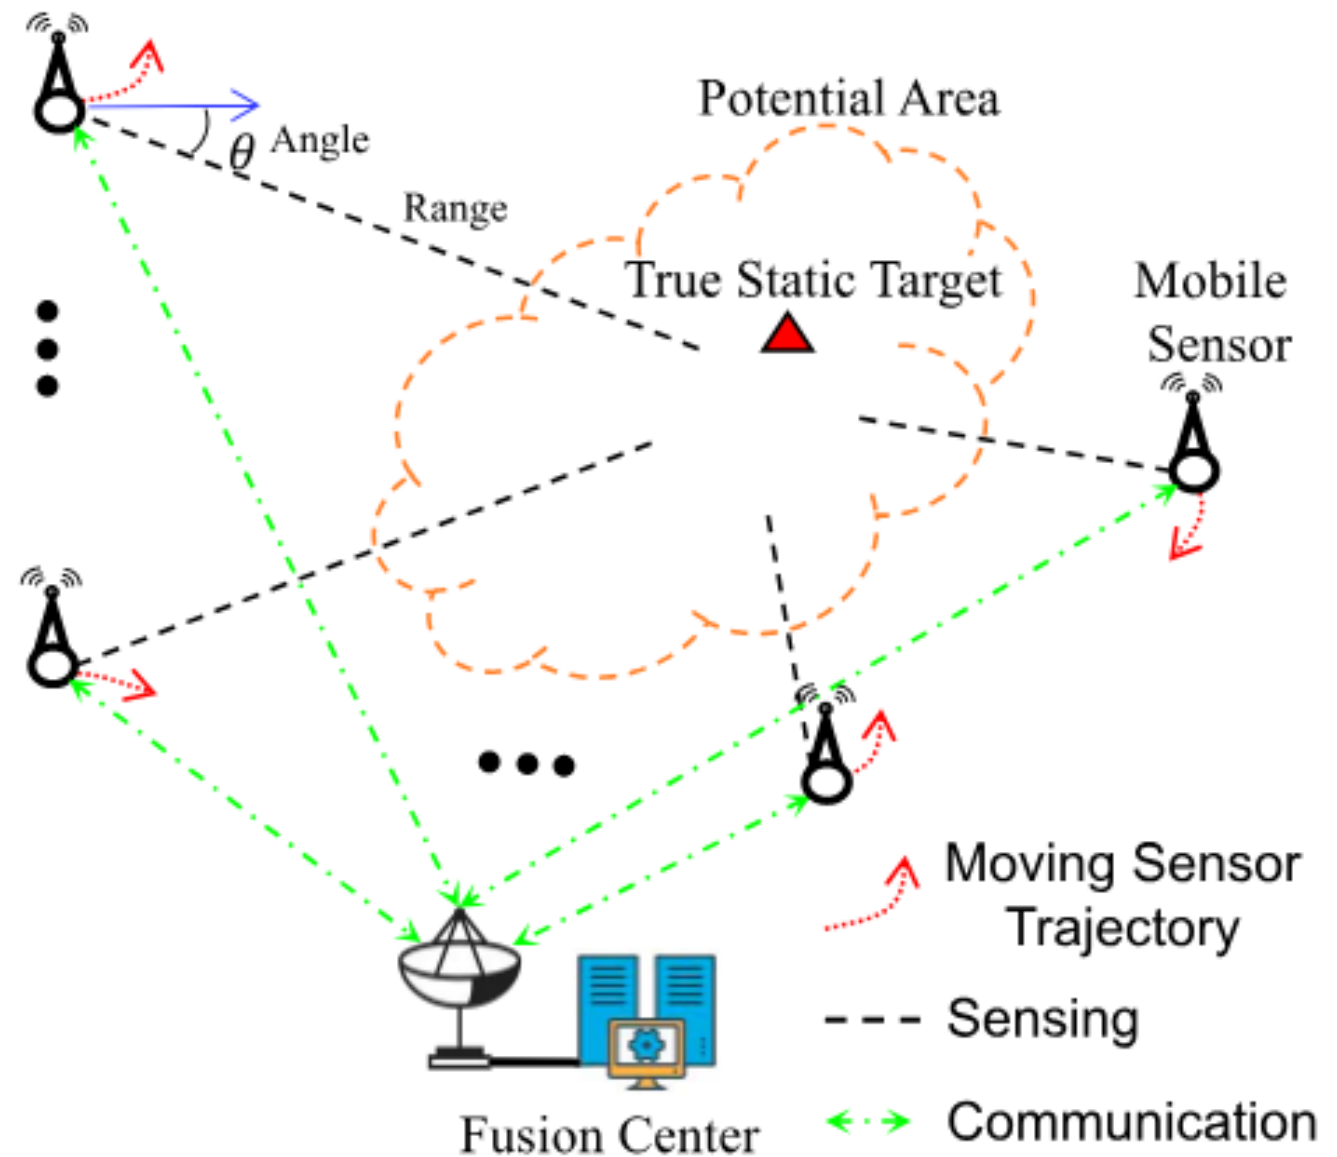 Potential Area
θ Angle
Range
True Static Target
Mobile
Sensor
Moving Sensor
Trajectory
Sensing
Communication
Fusion Center